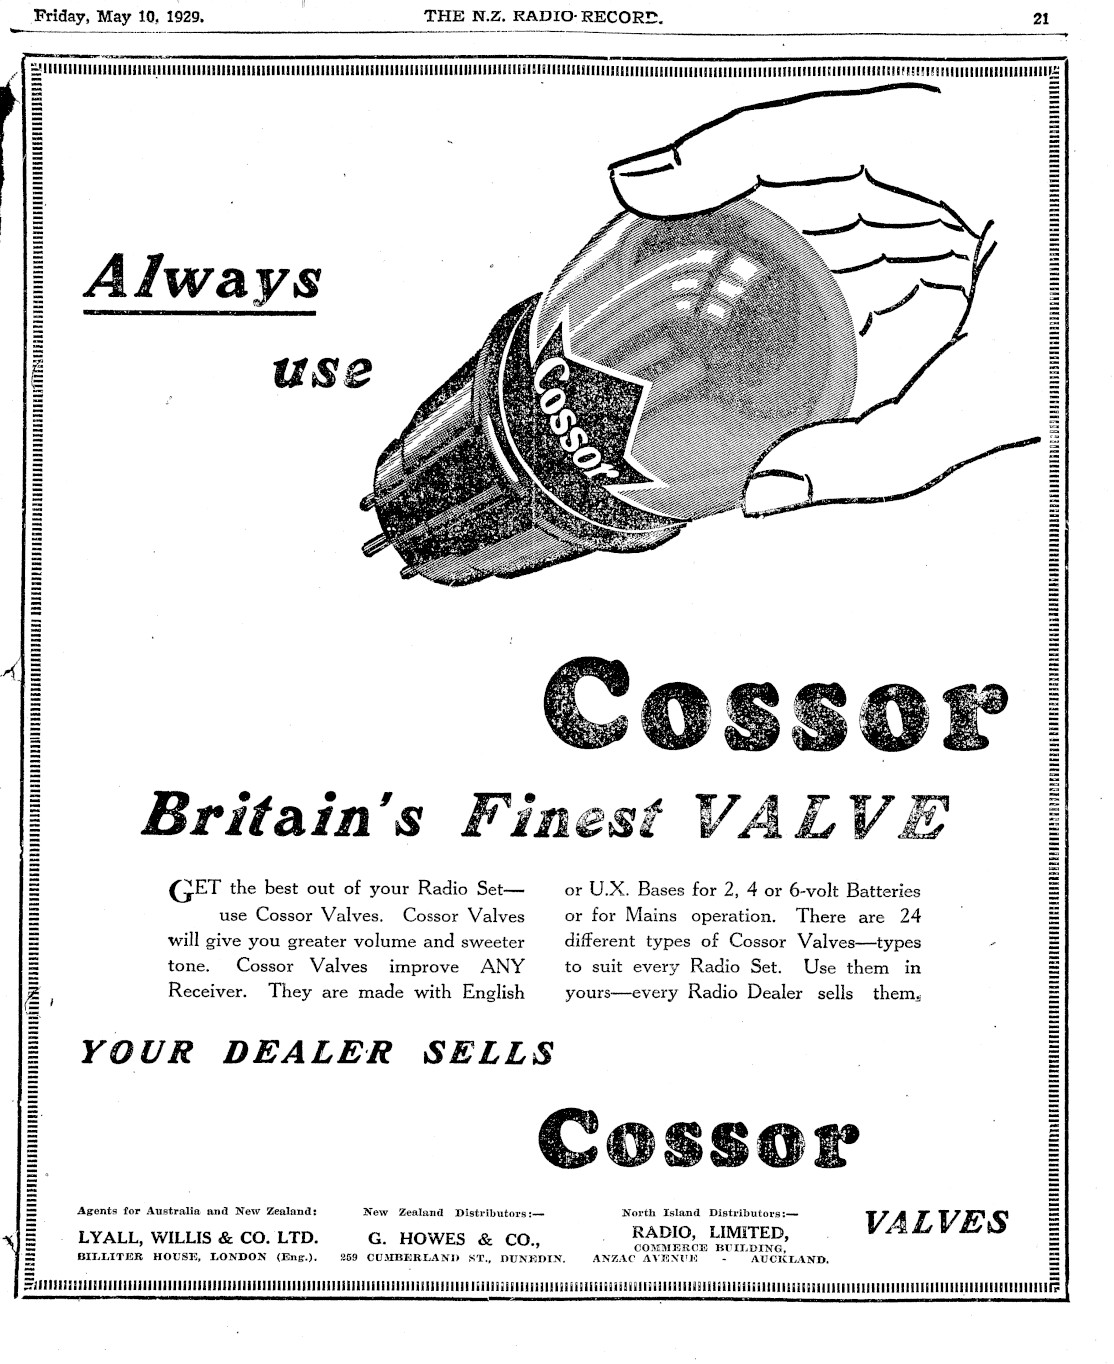 Friday, May 10, 1929.
THE N.Z. RADIO RECORD.
21
Always
use
Cossor
Cossor
Britain's Finest VALVE
GET the best out of your Radio Set—
use Cossor Valves. Cossor Valves
will give you greater volume and sweeter
tone. Cossor Valves improve ANY
Receiver. They are made with English
or U.X. Bases for 2, 4 or 6-volt Batteries
or for Mains operation. There are 24
different types of Cossor Valves—types
to suit every Radio Set. Use them in
yours—every Radio Dealer sells them.
YOUR DEALER SELLS
Cossor
VALVES
Agents for Australia and New Zealand:
LYALL, WILLIS & CO. LTD.
BILLITER HOUSE, LONDON (Eng.).
New Zealand Distributors:—
G. HOWES & CO.,
259 CUMBERLAND ST., DUNEDIN.
North Island Distributors:—
RADIO, LIMITED,
COMMERCE BUILDING,
ANZAC AVENUE - AUCKLAND.